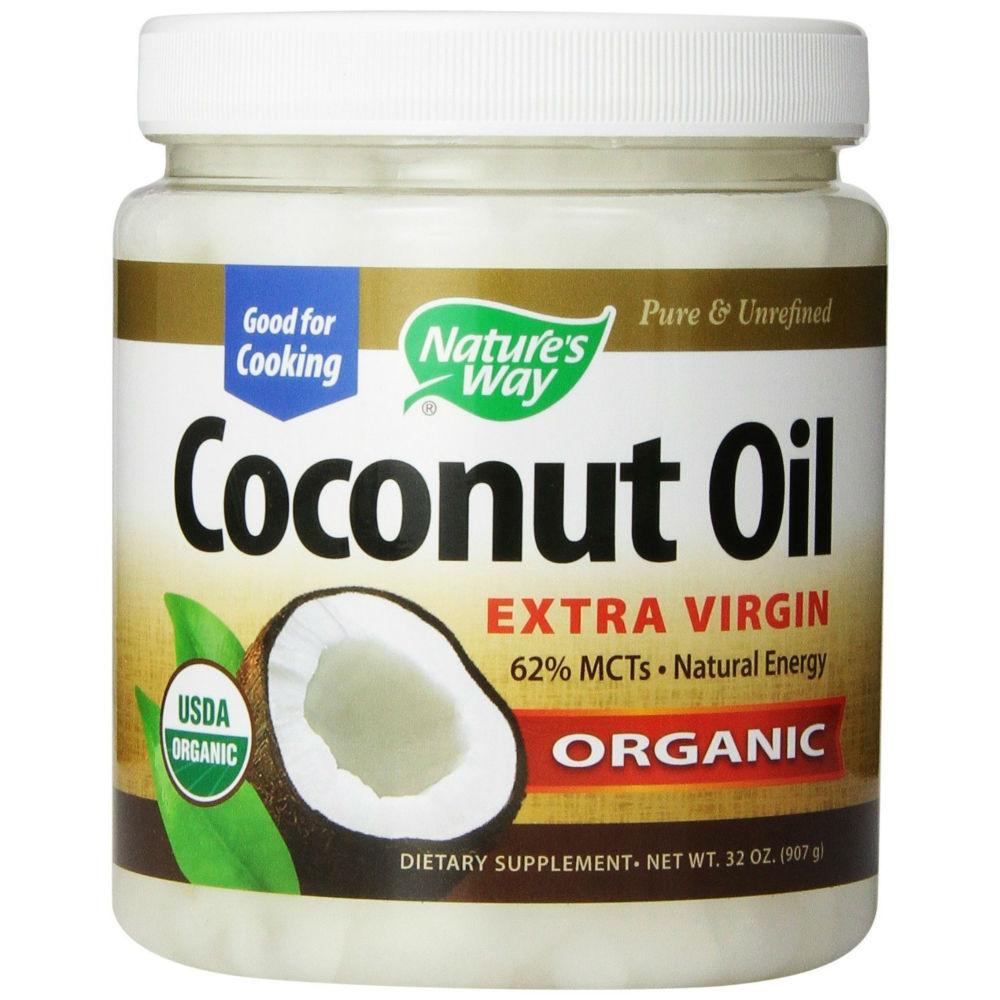 Good for
Cooking
Nature's
Way
®
Pure & Unrefined
Coconut Oil
EXTRA VIRGIN
62% MCTs • Natural Energy
USDA
ORGANIC
ORGANIC
DIETARY SUPPLEMENT • NET WT. 32 OZ. (907 g)